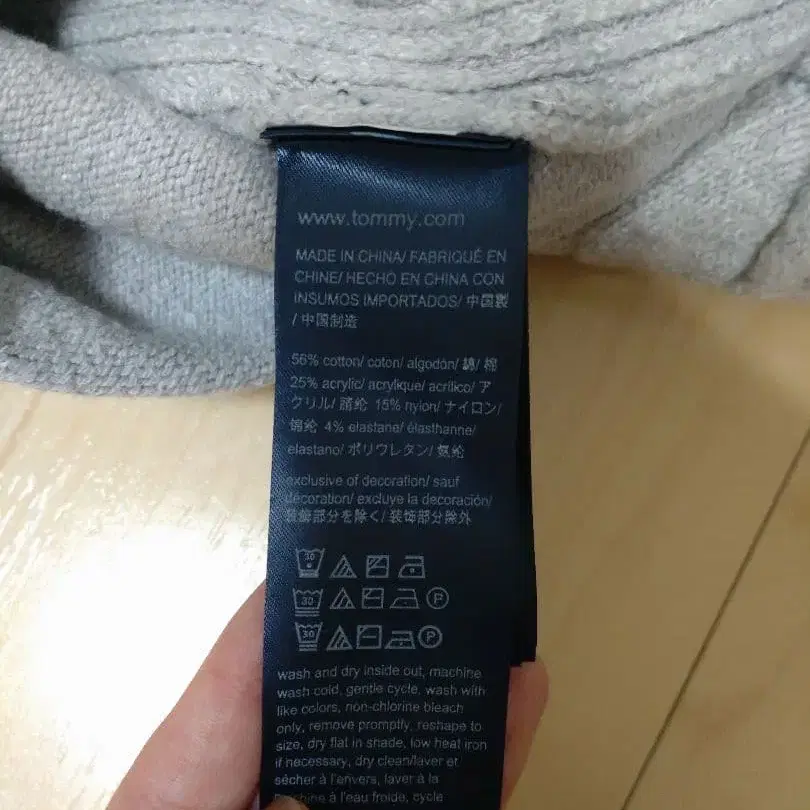 www.tommy.com
MADE IN CHINA/ FABRIQUÉ EN
CHINE/ HECHO EN CHINA CON
INSUMOS IMPORTADOS/ 中国製
/ 中国制造
56% cotton/ coton/ algodón/ 綿/ 棉
25% acrylic/ acrylique/ acrílico/ ア
クリル/ 腈纶 15% nylon/ ナイロン/
锦纶 4% elastane/ élasthanne/
elastano/ ポリウレタン/ 氨纶
exclusive of decoration/ sauf
décoration/ excluye la decoración/
装飾部分を除く/ 装饰部分除外
30
30 P
30 P
wash and dry inside out, machine
wash cold, gentle cycle, wash with
like colors, non-chlorine bleach
only, remove promptly, reshape to
size, dry flat in shade, low heat iron
if necessary, dry clean/laver et
sécher à l'envers, laver à la
machine à l'eau froide, cycle